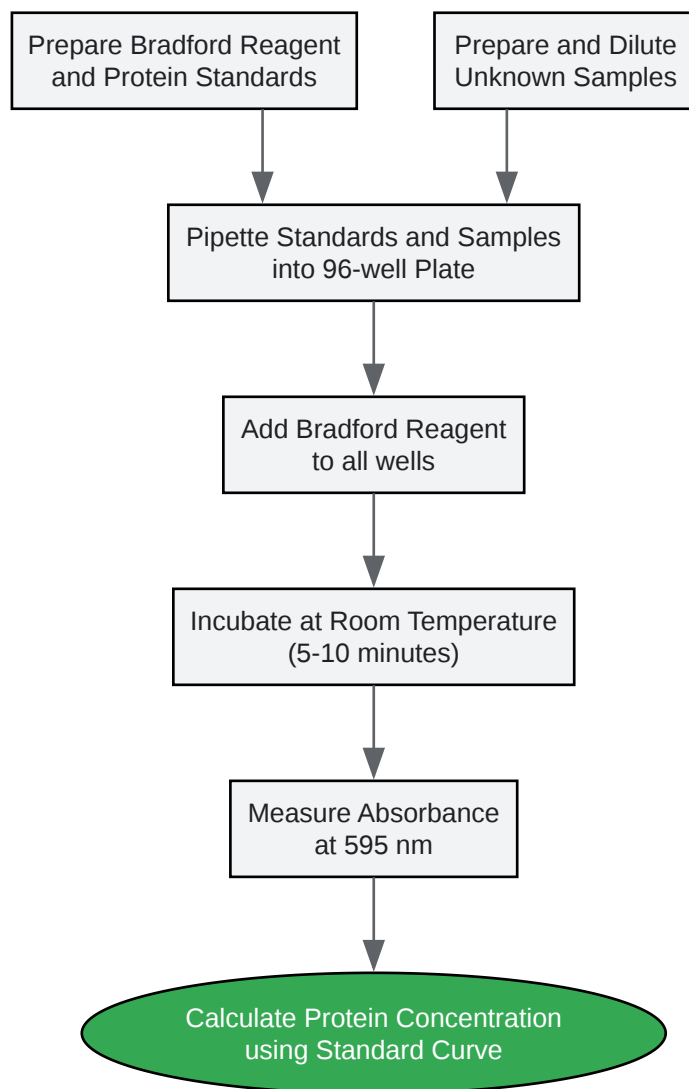 Prepare Bradford Reagent
and Protein Standards
Prepare and Dilute
Unknown Samples
Pipette Standards and Samples
into 96-well Plate
Add Bradford Reagent
to all wells
Incubate at Room Temperature
(5-10 minutes)
Measure Absorbance
at 595 nm
Calculate Protein Concentration
using Standard Curve